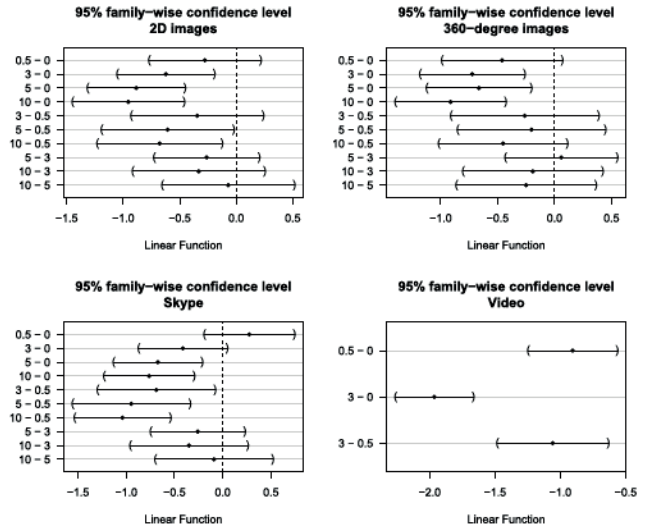 95% family-wise confidence level
2D images
0.5 - 0
3 - 0
5 - 0
10 - 0
3 - 0.5
5 - 0.5
10 - 0.5
5 - 3
10 - 3
10 - 5
-1.5 -1.0 -0.5 0.0 0.5
Linear Function
95% family-wise confidence level
360-degree images
0.5 - 0
3 - 0
5 - 0
10 - 0
3 - 0.5
5 - 0.5
10 - 0.5
5 - 3
10 - 3
10 - 5
-1.0 -0.5 0.0 0.5
Linear Function
95% family-wise confidence level
Skype
0.5 - 0
3 - 0
5 - 0
10 - 0
3 - 0.5
5 - 0.5
10 - 0.5
5 - 3
10 - 3
10 - 5
-1.5 -1.0 -0.5 0.0 0.5
Linear Function
95% family-wise confidence level
Video
0.5 - 0
3 - 0
3 - 0.5
-2.0 -1.5 -1.0 -0.5
Linear Function